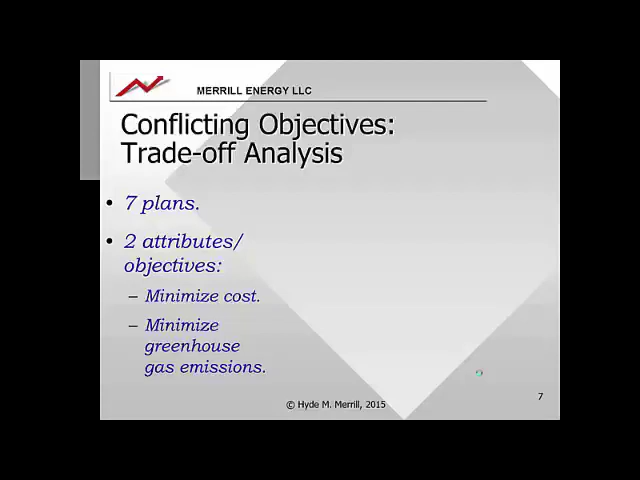 MERRILL ENERGY LLC
Conflicting Objectives:
Trade-off Analysis
• 7 plans.
• 2 attributes/
objectives:
– Minimize cost.
– Minimize
greenhouse
gas emissions.
© Hyde M. Merrill, 2015
7